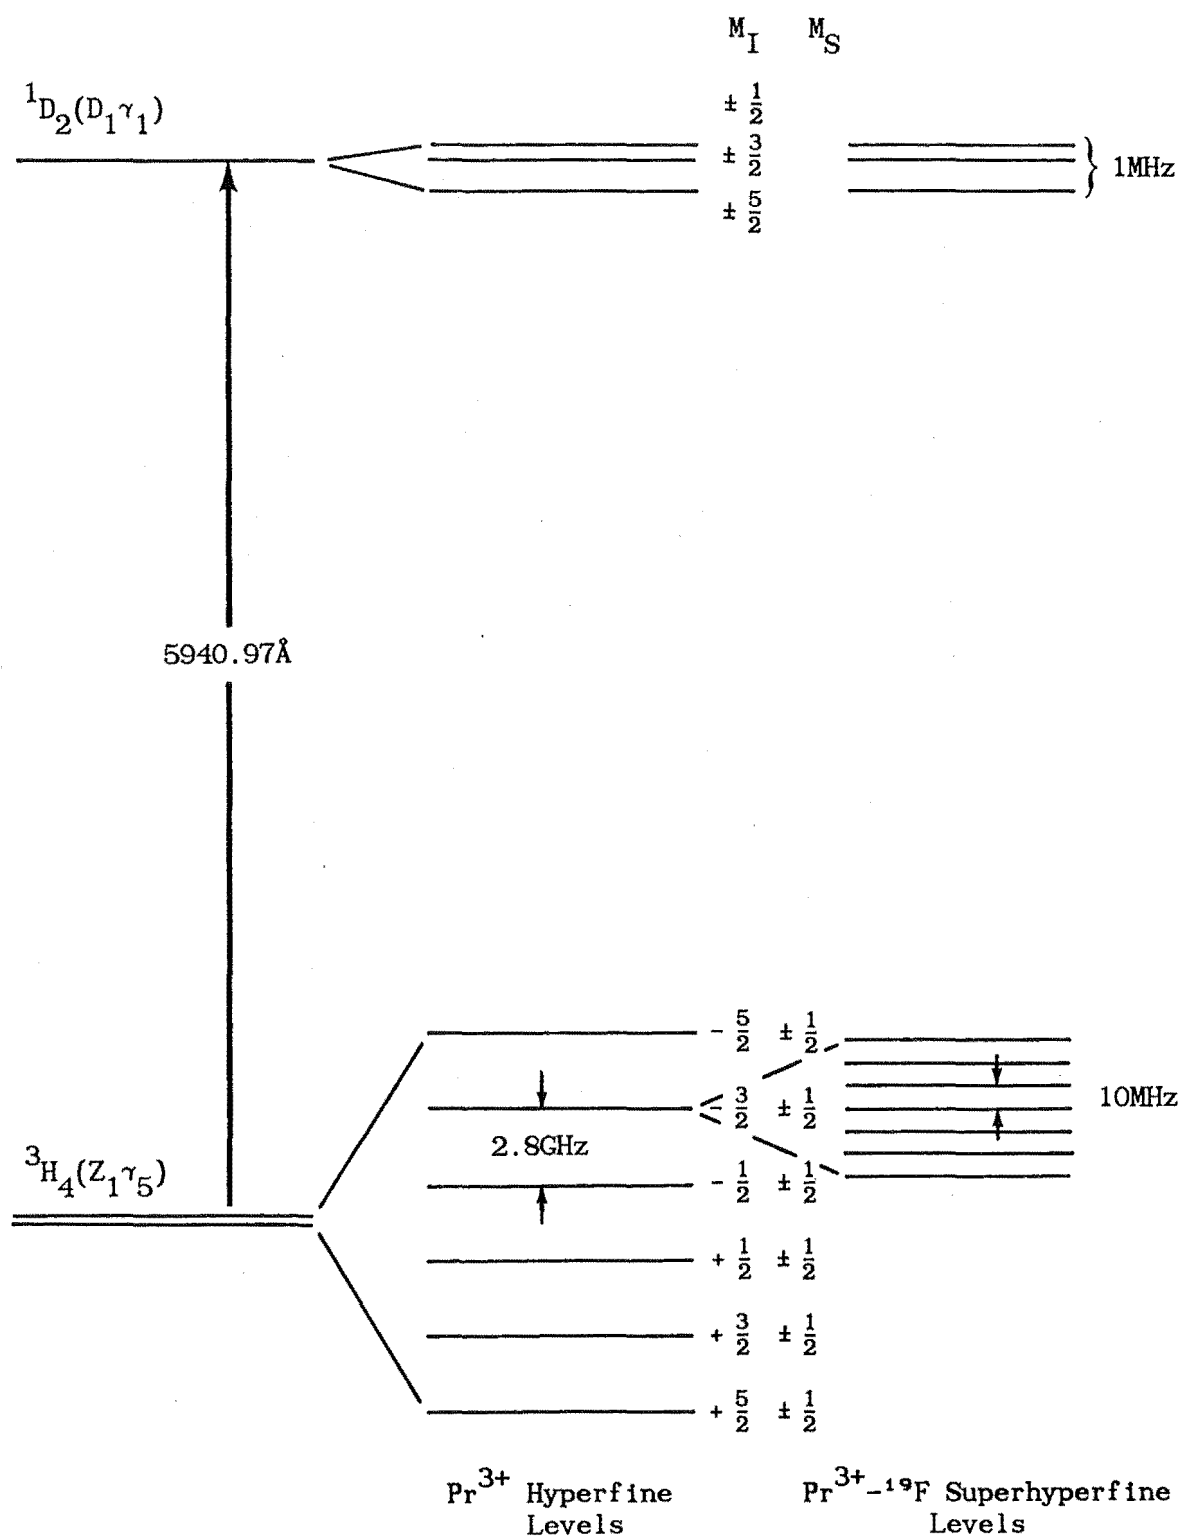 M_I M_S
¹D₂(D₁γ₁)
± 1/2
± 3/2
± 5/2
1MHz
5940.97Å
³H₄(Z₁γ₅)
- 5/2 ± 1/2
- 3/2 ± 1/2
10MHz
2.8GHz
- 1/2 ± 1/2
+ 1/2 ± 1/2
+ 3/2 ± 1/2
+ 5/2 ± 1/2
Pr³⁺ Hyperfine
Levels
Pr³⁺-¹⁹F Superhyperfine
Levels